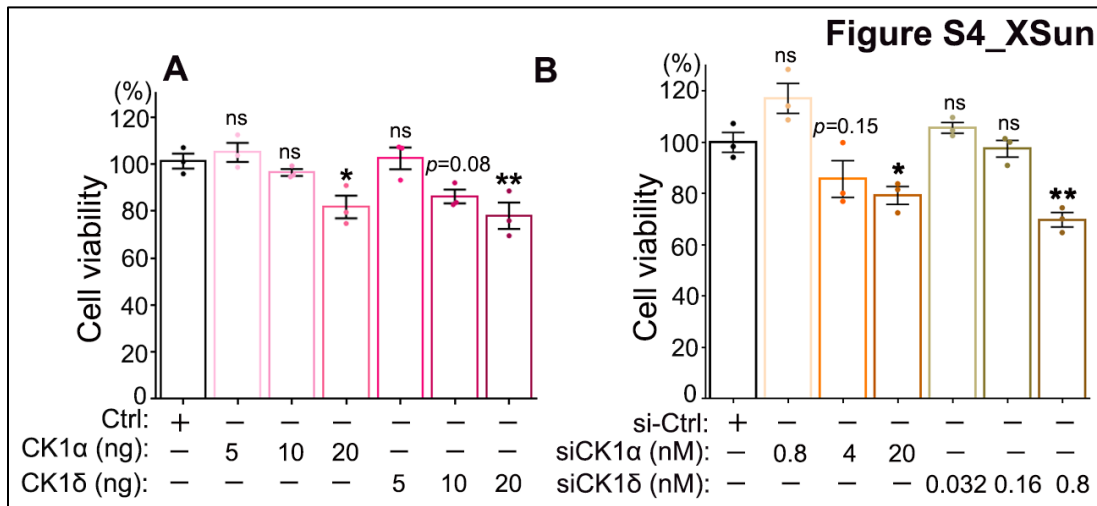 Figure S4_XSun
A
(%)
120
100
80
60
40
20
0
Cell viability
ns
ns
*
ns
p=0.08
**
Ctrl: + – – – – – –
CK1α (ng): – 5 10 20 – – –
CK1δ (ng): – – – – 5 10 20
B
(%)
120
100
80
60
40
20
0
Cell viability
ns
p=0.15
*
ns
ns
**
si-Ctrl: + – – – – – –
siCK1α (nM): – 0.8 4 20 – – –
siCK1δ (nM): – – – – 0.032 0.16 0.8